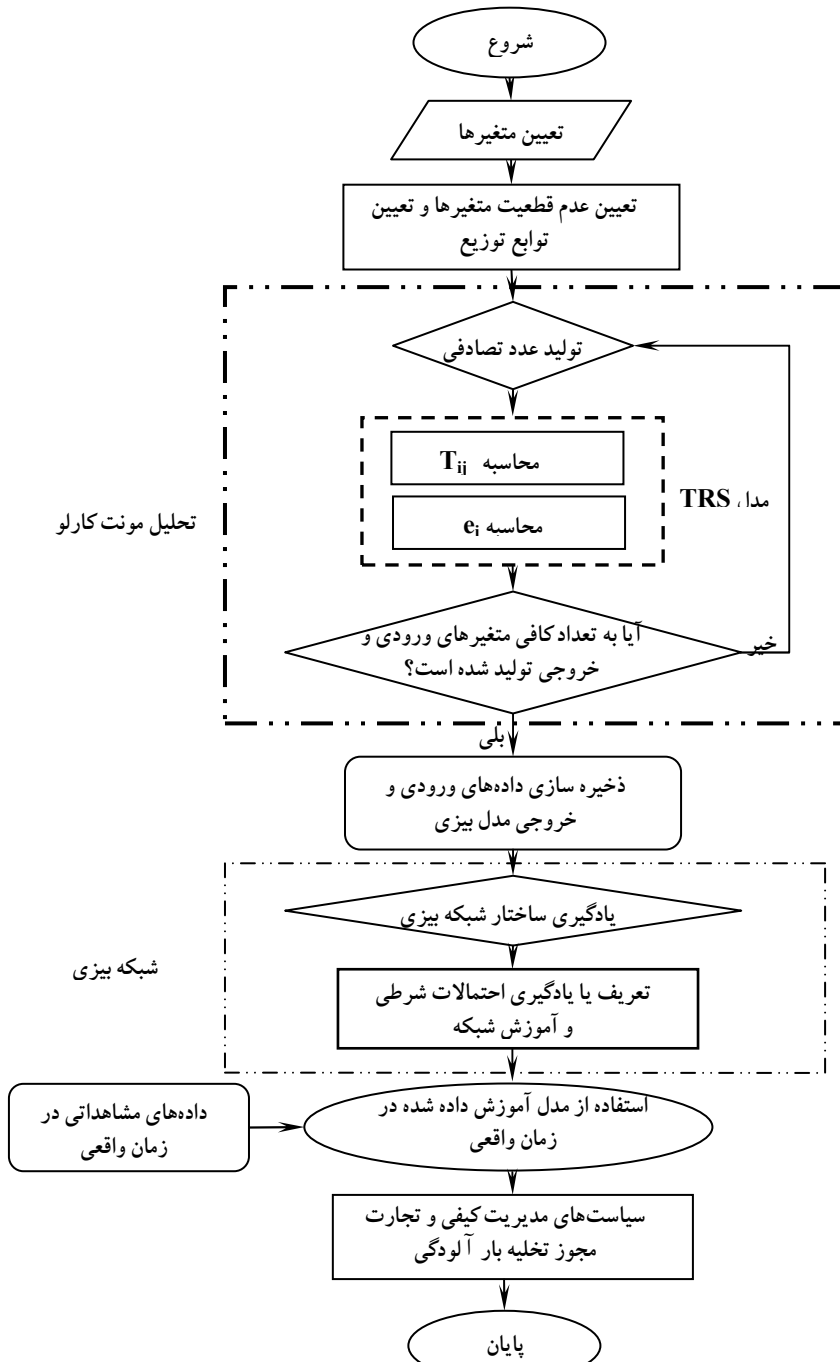 شروع
تعیین متغیرها
تعیین عدم قطعیت متغیرها و تعیین
توابع توزیع
تولید عدد تصادفی
محاسبه T_ij
مدل TRS
محاسبه e_i
تحلیل مونت کارلو
آیا به تعداد کافی متغیرهای ورودی و
خروجی تولید شده است؟
خیر
بلی
ذخیره سازی داده‌های ورودی و
خروجی مدل بیزی
یادگیری ساختار شبکه بیزی
شبکه بیزی
تعریف یا یادگیری احتمالات شرطی
و آموزش شبکه
استفاده از مدل آموزش داده شده در
زمان واقعی
داده‌های مشاهداتی در
زمان واقعی
سیاست‌های مدیریت کیفی و تجارت
مجوز تخلیه بار آلودگی
پایان